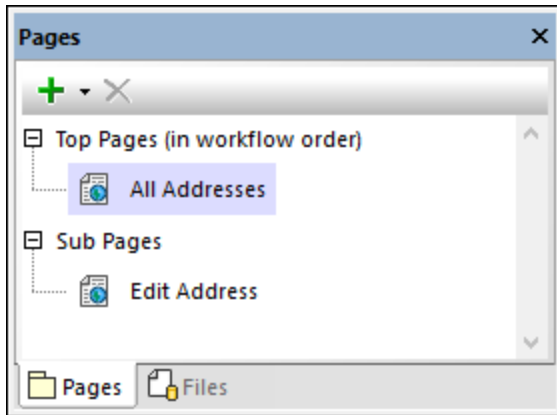 Pages
Top Pages (in workflow order)
All Addresses
Sub Pages
Edit Address
Pages Files